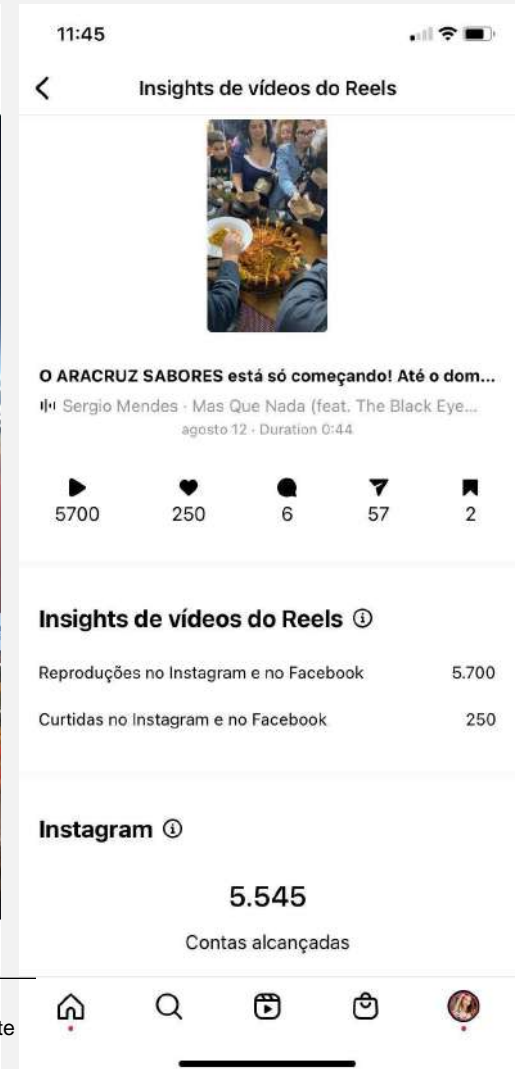 11:45
Insights de vídeos do Reels
O ARACRUZ SABORES está só começando! Até o dom...
Sergio Mendes · Mas Que Nada (feat. The Black Eye...
agosto 12 · Duration 0:44
5700 250 6 57 2
Insights de vídeos do Reels
Reproduções no Instagram e no Facebook 5.700
Curtidas no Instagram e no Facebook 250
Instagram
5.545
Contas alcançadas
te